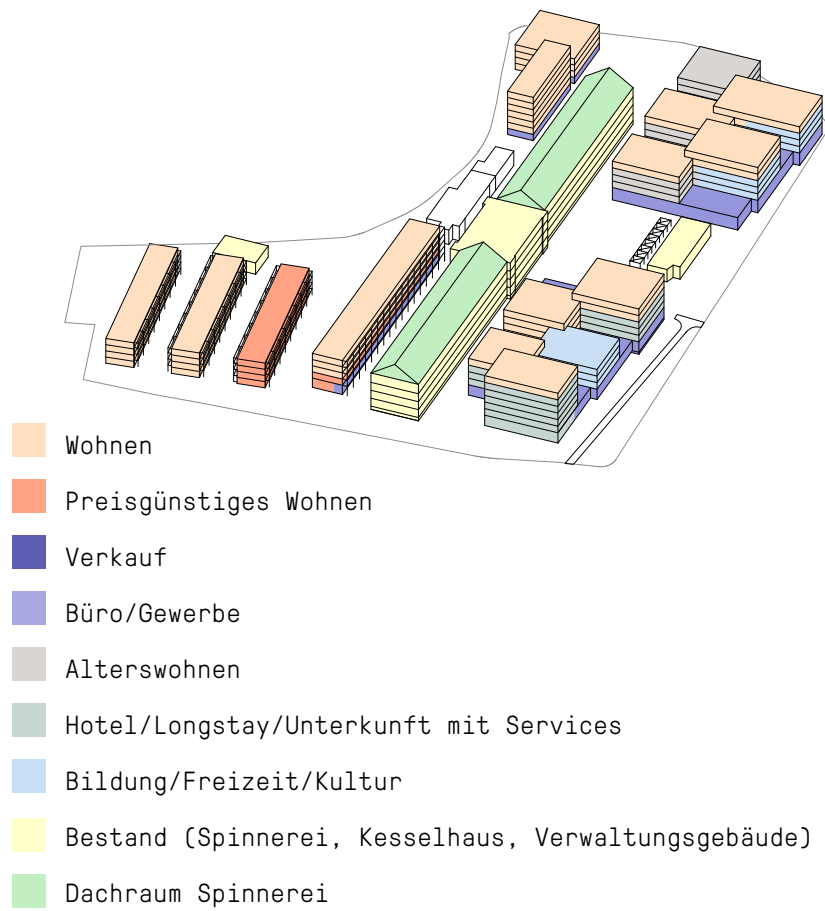 Wohnen
Preisgünstiges Wohnen
Verkauf
Büro/Gewerbe
Alterswohnen
Hotel/Longstay/Unterkunft mit Services
Bildung/Freizeit/Kultur
Bestand (Spinnerei, Kesselhaus, Verwaltungsgebäude)
Dachraum Spinnerei